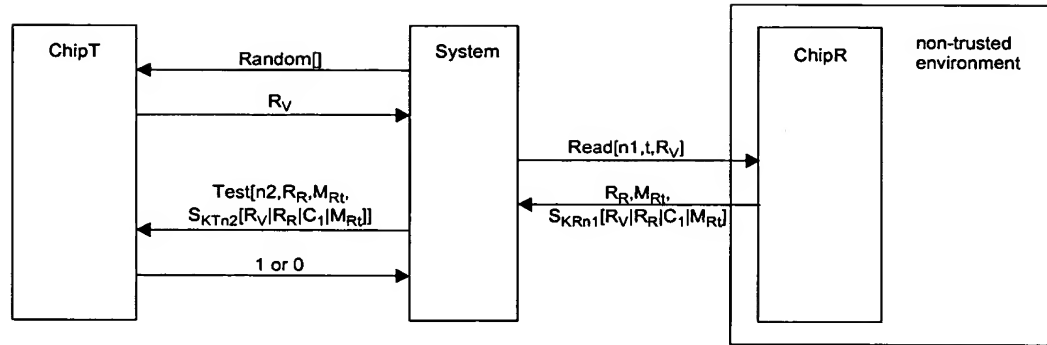 ChipT
System
ChipR
non-trusted
environment
Random[]
R_V
Read[n1,t,R_V]
R_R,M_Rt,
S_KRn1[R_V|R_R|C_1|M_Rt]
Test[n2,R_R,M_Rt,
S_KTn2[R_V|R_R|C_1|M_Rt]]
1 or 0